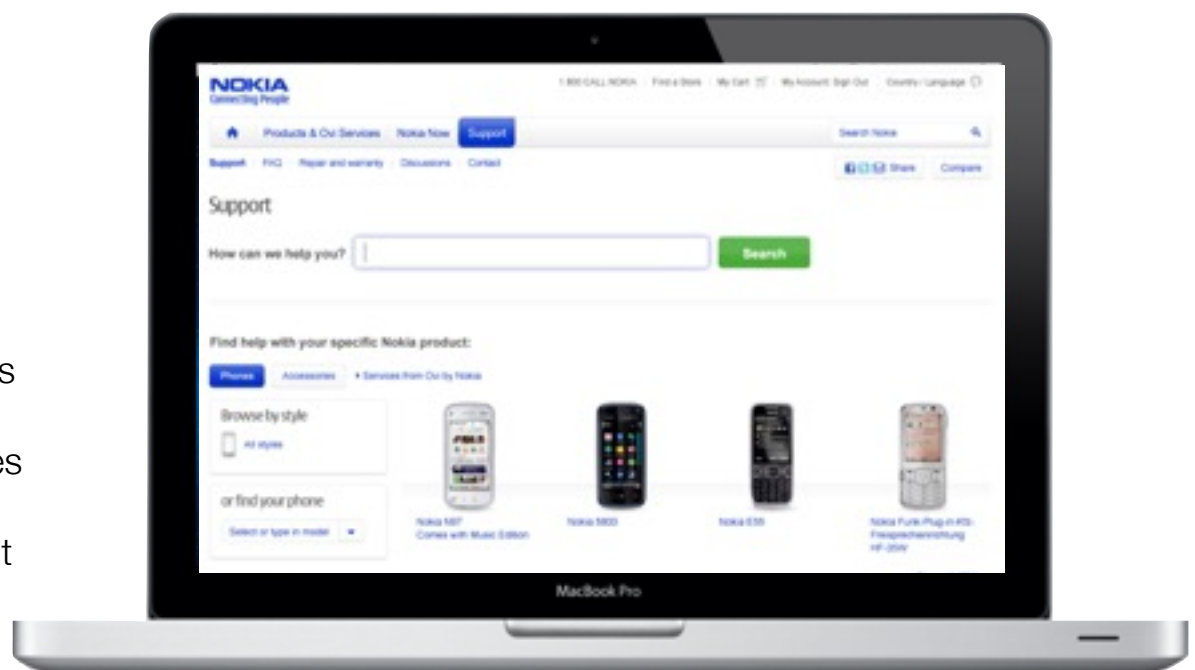 NOKIA
Connecting People
1 800 CALL NOKIA Find a Store My Cart My Account Sign Out Country / Language
Products & Ovi Services Nokia Now Support
Search Nokia
Support FAQ Repair and warranty Discussions Contact
Share Compare
Support
How can we help you? Search
Find help with your specific Nokia product:
Phones Accessories Services from Ovi by Nokia
Browse by style
All styles
or find your phone
Select or type in model
Nokia N97
Comes with Music Edition
Nokia 5800
Nokia E55
Nokia Funk-Plug-in-Kfz-
Freisprecheinrichtung
HF-35W
MacBook Pro
s
es
t